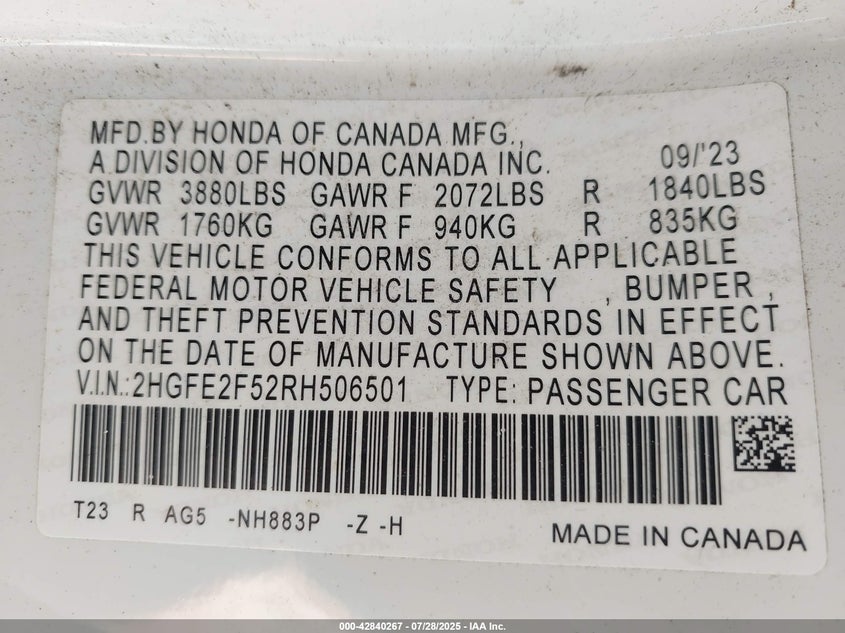 MFD.BY HONDA OF CANADA MFG.,
A DIVISION OF HONDA CANADA INC. 09/'23
GVWR 3880LBS GAWR F 2072LBS R 1840LBS
GVWR 1760KG GAWR F 940KG R 835KG
THIS VEHICLE CONFORMS TO ALL APPLICABLE
FEDERAL MOTOR VEHICLE SAFETY , BUMPER ,
AND THEFT PREVENTION STANDARDS IN EFFECT
ON THE DATE OF MANUFACTURE SHOWN ABOVE.
V.I.N.: 2HGFE2F52RH506501 TYPE: PASSENGER CAR
T23 R AG5 -NH883P -Z -H
MADE IN CANADA
000-42840267 / 07/28/2025 - IAA Inc.